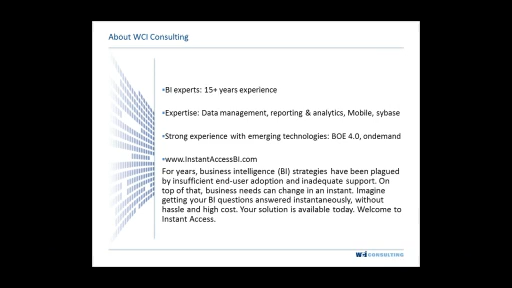 About WCI Consulting
▪BI experts: 15+ years experience
▪Expertise: Data management, reporting & analytics, Mobile, sybase
▪Strong experience with emerging technologies: BOE 4.0, ondemand
▪www.InstantAccessBI.com
For years, business intelligence (BI) strategies have been plagued
by insufficient end-user adoption and inadequate support. On
top of that, business needs can change in an instant. Imagine
getting your BI questions answered instantaneously, without
hassle and high cost. Your solution is available today. Welcome to
Instant Access.
WCI CONSULTING